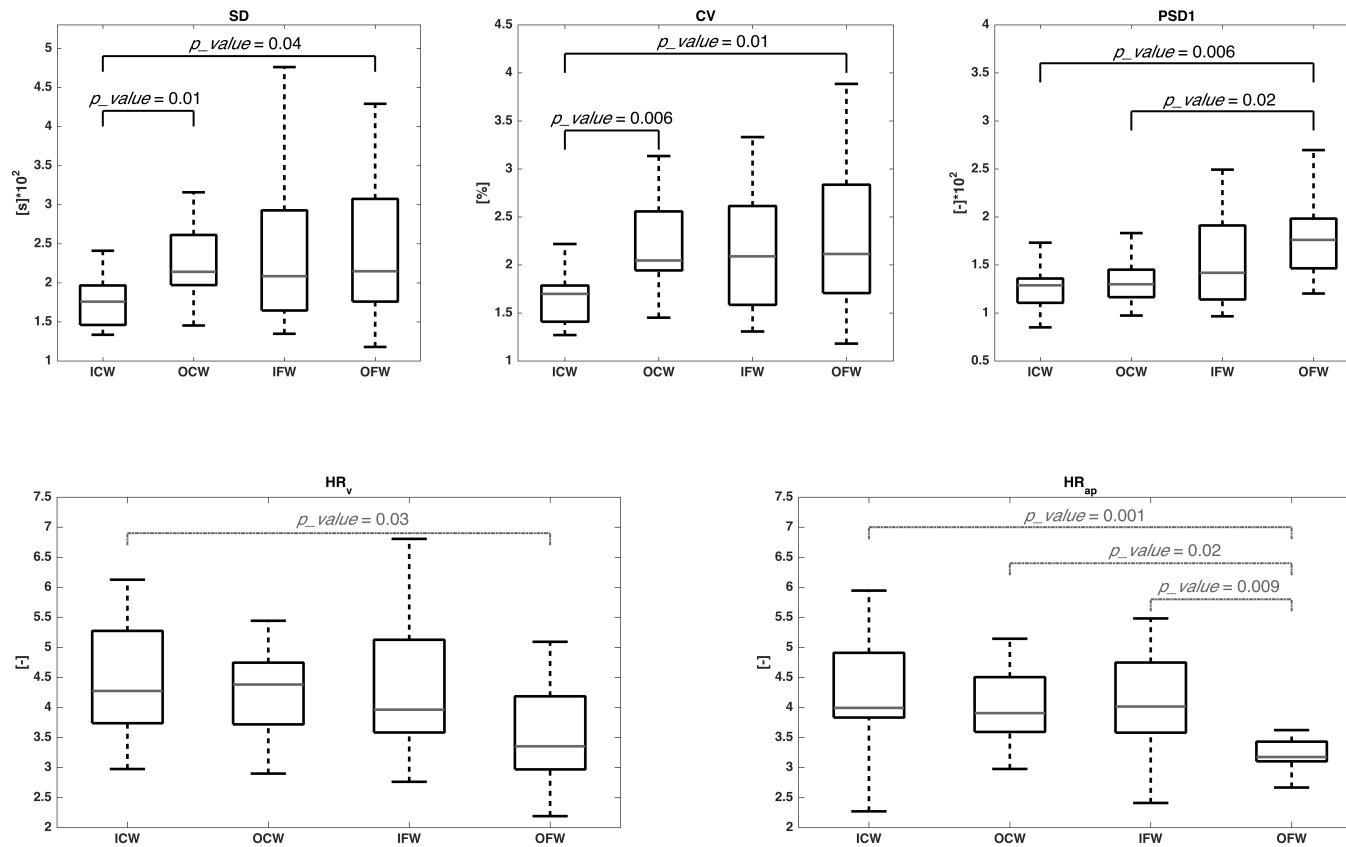 SD
p_value = 0.04
p_value = 0.01
[s]*10²
5
4.5
4
3.5
3
2.5
2
1.5
1
ICW OCW IFW OFW
CV
p_value = 0.01
p_value = 0.006
[%]
4.5
4
3.5
3
2.5
2
1.5
1
ICW OCW IFW OFW
PSD1
p_value = 0.006
p_value = 0.02
[-]*10²
4
3.5
3
2.5
2
1.5
1
0.5
ICW OCW IFW OFW
HRv
p_value = 0.03
[-]
7.5
7
6.5
6
5.5
5
4.5
4
3.5
3
2.5
2
ICW OCW IFW OFW
HRap
p_value = 0.001
p_value = 0.02
p_value = 0.009
[-]
7.5
7
6.5
6
5.5
5
4.5
4
3.5
3
2.5
2
ICW OCW IFW OFW